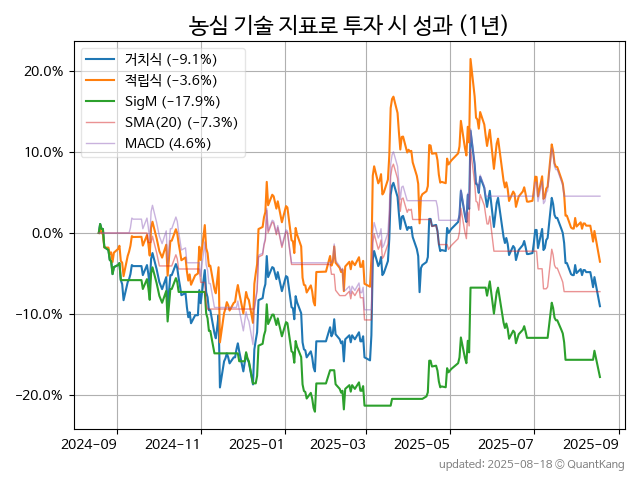 농심 기술 지표로 투자 시 성과 (1년)
거치식 (−9.1%)
적립식 (−3.6%)
SigM (−17.9%)
SMA(20) (−7.3%)
MACD (4.6%)
20.0%
10.0%
0.0%
−10.0%
−20.0%
2024-09 2024-11 2025-01 2025-03 2025-05 2025-07 2025-09
updated: 2025-08-18 © QuantKang